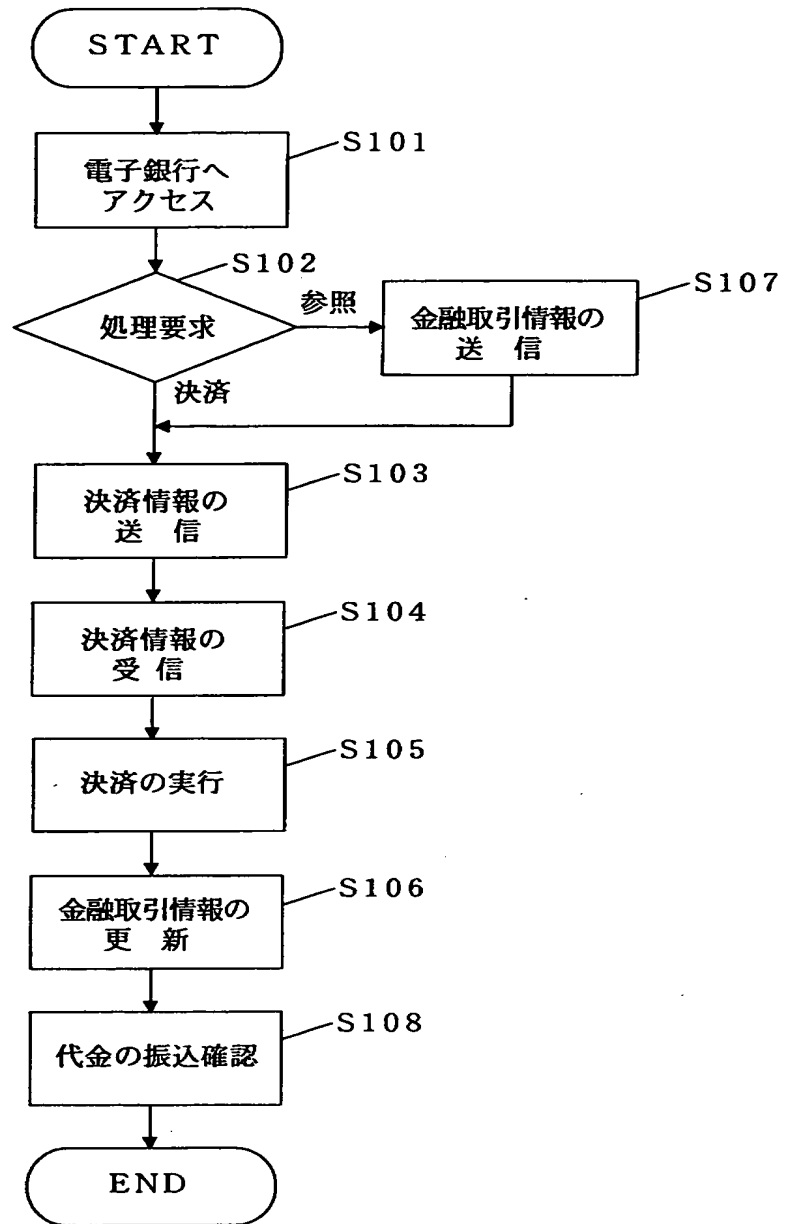 START
S101
電子銀行へ
アクセス
S102
処理要求
参照
S107
金融取引情報の
送 信
決済
S103
決済情報の
送 信
S104
決済情報の
受 信
S105
決済の実行
S106
金融取引情報の
更 新
S108
代金の振込確認
END